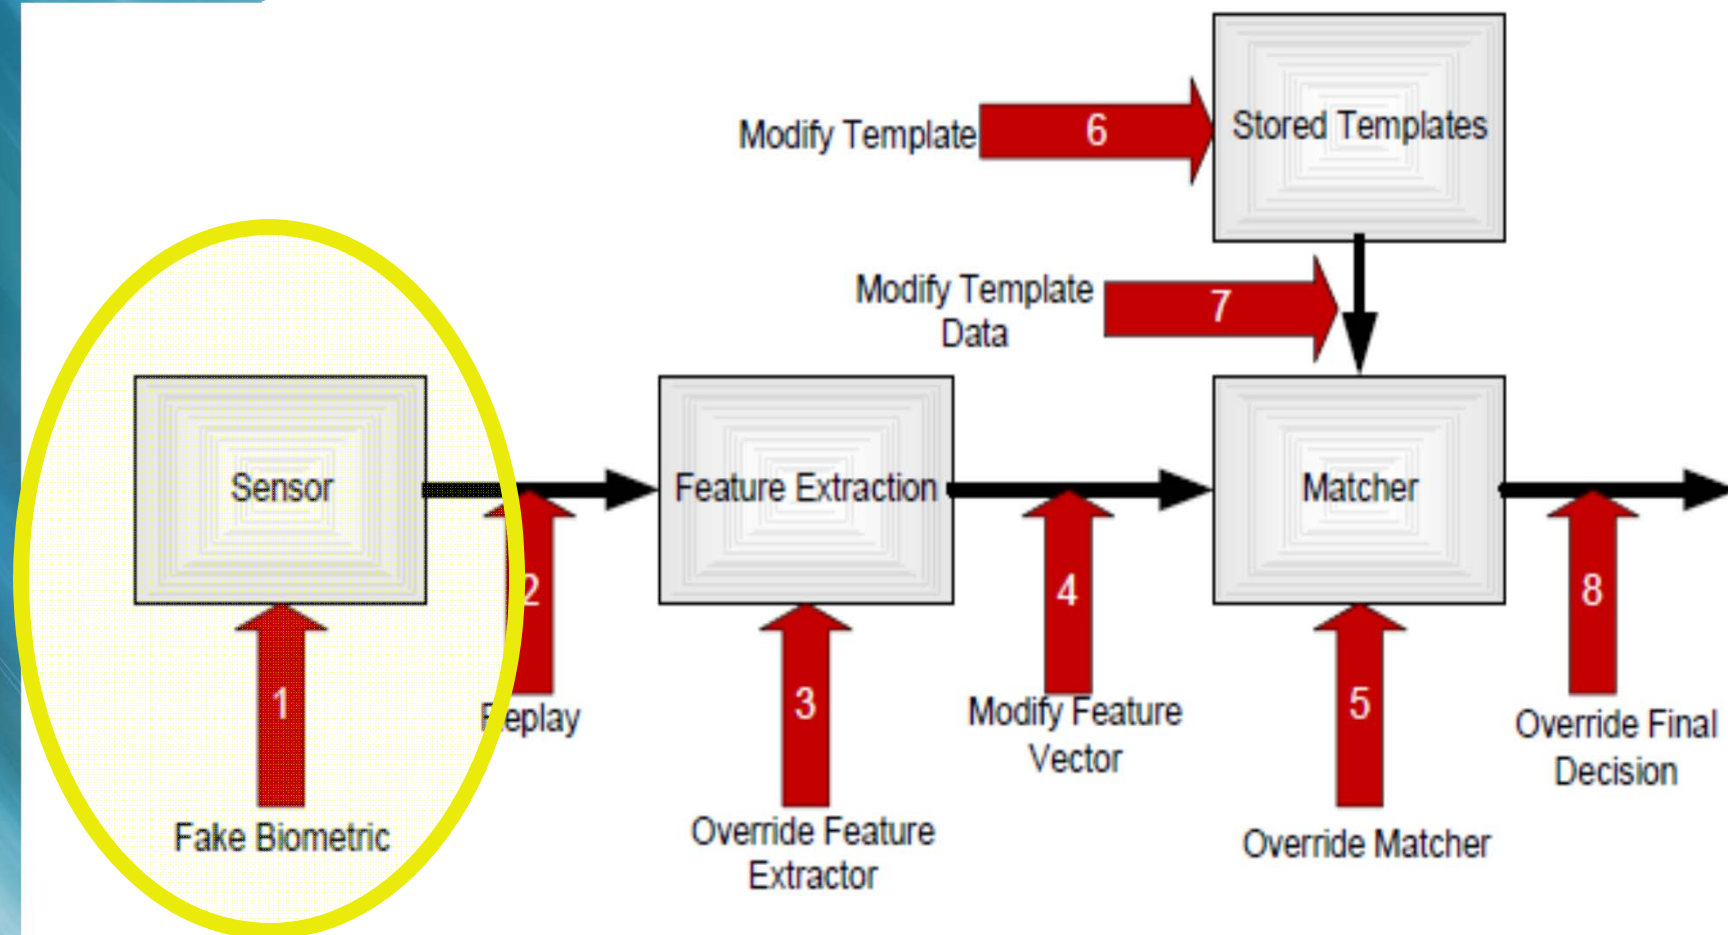 Modify Template
6
Stored Templates
Modify Template
Data
7
Sensor
Feature Extraction
Matcher
1
2
3
4
5
8
Fake Biometric
Replay
Override Feature
Extractor
Modify Feature
Vector
Override Matcher
Override Final
Decision